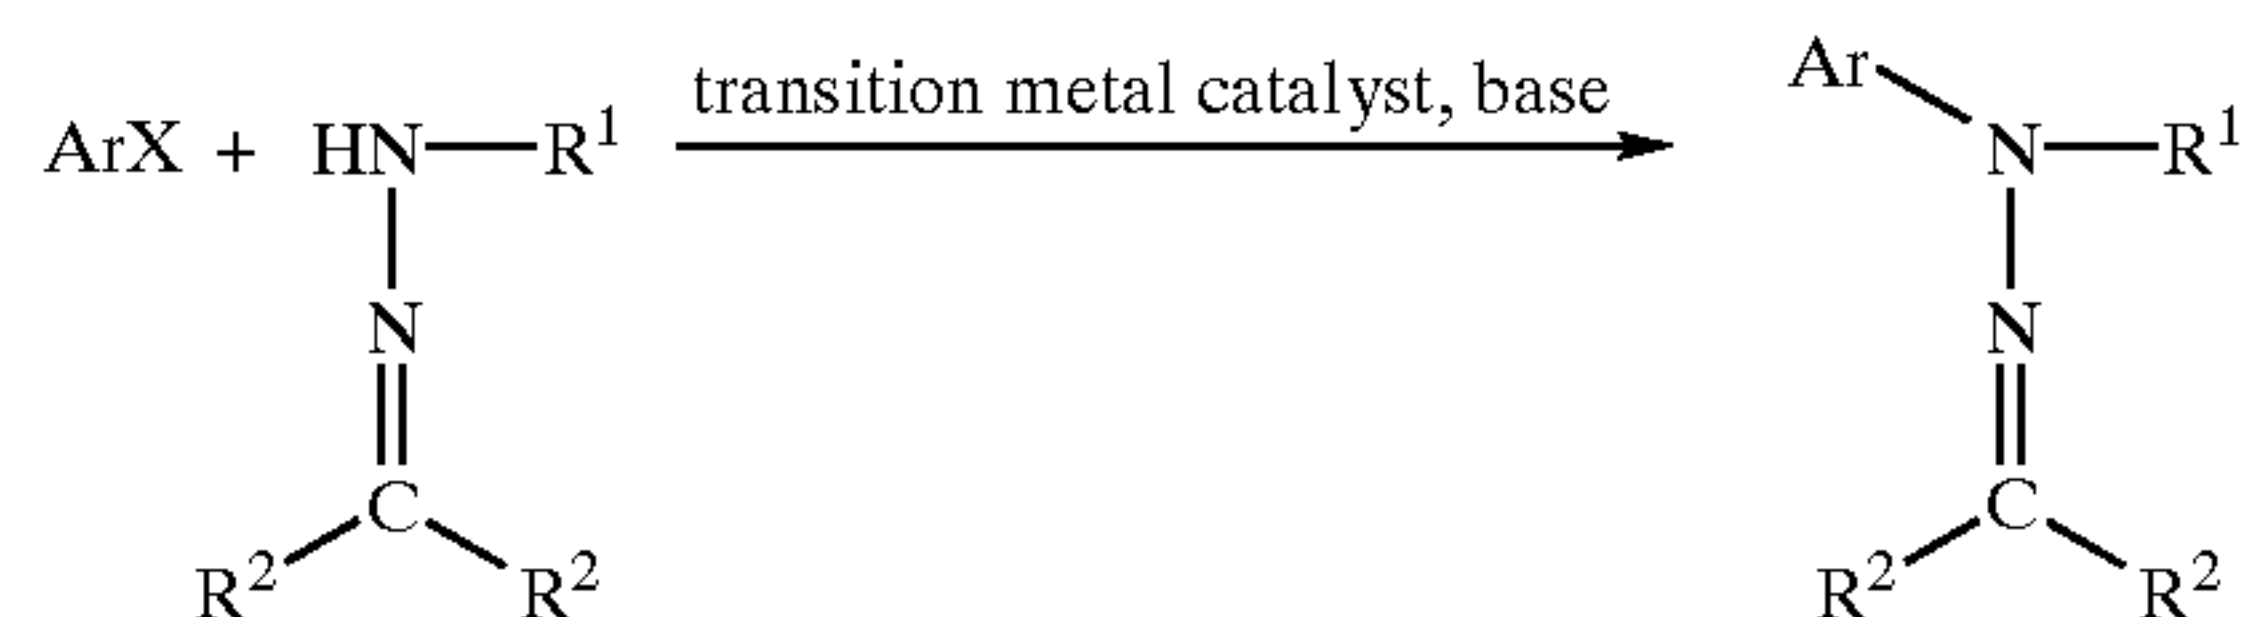 transition metal catalyst, base
Ar
ArX + HN R¹ N R¹
N N
C C
R² R² R² R²